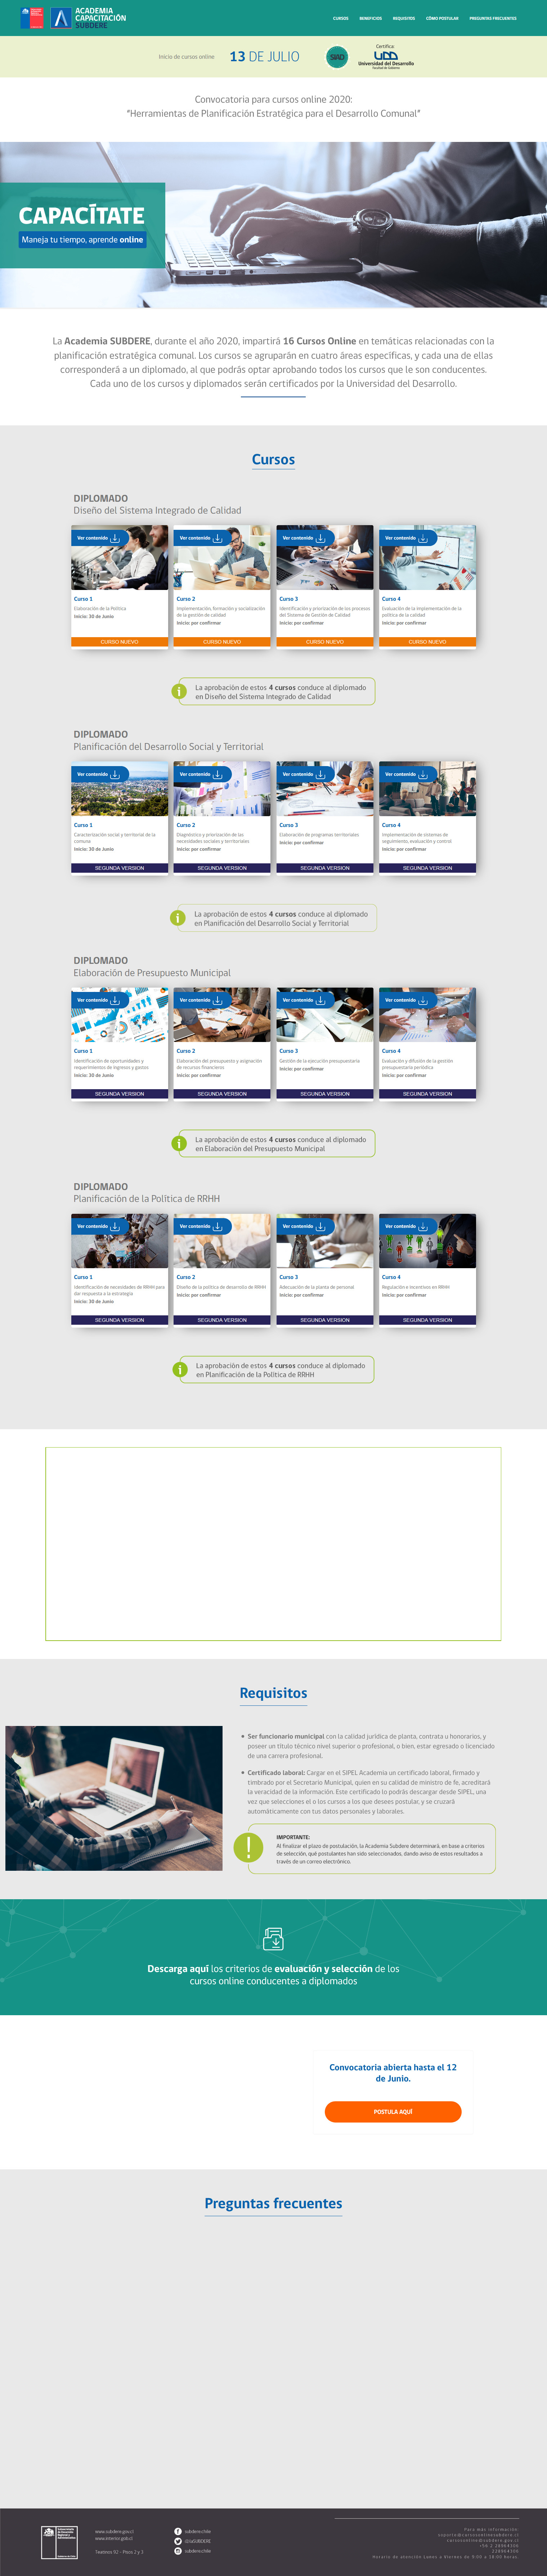 ACADEMIA
CAPACITACIÓN
SUBDERE
CURSOS
BENEFICIOS
REQUISITOS
CÓMO POSTULAR
PREGUNTAS FRECUENTES
Inicio de cursos online
13 DE JULIO
SIAD
Certifica:
UDD
Universidad del Desarrollo
Facultad de Gobierno
Convocatoria para cursos online 2020:
“Herramientas de Planificación Estratégica para el Desarrollo Comunal”
CAPACÍTATE
Maneja tu tiempo, aprende online
La Academia SUBDERE, durante el año 2020, impartirá 16 Cursos Online en temáticas relacionadas con la
planificación estratégica comunal. Los cursos se agruparán en cuatro áreas específicas, y cada una de ellas
corresponderá a un diplomado, al que podrás optar aprobando todos los cursos que le son conducentes.
Cada uno de los cursos y diplomados serán certificados por la Universidad del Desarrollo.
Cursos
DIPLOMADO
Diseño del Sistema Integrado de Calidad
Ver contenido
Curso 1
Elaboración de la Política
Inicio: 30 de Junio
CURSO NUEVO
Ver contenido
Curso 2
Implementación, formación y socialización
de la gestión de calidad
Inicio: por confirmar
CURSO NUEVO
Ver contenido
Curso 3
Identificación y priorización de los procesos
del Sistema de Gestión de Calidad
Inicio: por confirmar
CURSO NUEVO
Ver contenido
Curso 4
Evaluación de la implementación de la
política de la calidad
Inicio: por confirmar
CURSO NUEVO
La aprobación de estos 4 cursos conduce al diplomado
en Diseño del Sistema Integrado de Calidad
DIPLOMADO
Planificación del Desarrollo Social y Territorial
Ver contenido
Curso 1
Caracterización social y territorial de la
comuna
Inicio: 30 de Junio
SEGUNDA VERSION
Ver contenido
Curso 2
Diagnóstico y priorización de las
necesidades sociales y territoriales
Inicio: por confirmar
SEGUNDA VERSION
Ver contenido
Curso 3
Elaboración de programas territoriales
Inicio: por confirmar
SEGUNDA VERSION
Ver contenido
Curso 4
Implementación de sistemas de
seguimiento, evaluación y control
Inicio: por confirmar
SEGUNDA VERSION
La aprobación de estos 4 cursos conduce al diplomado
en Planificación del Desarrollo Social y Territorial
DIPLOMADO
Elaboración de Presupuesto Municipal
Ver contenido
Curso 1
Identificación de oportunidades y
requerimientos de ingresos y gastos
Inicio: 30 de Junio
SEGUNDA VERSION
Ver contenido
Curso 2
Elaboración del presupuesto y asignación
de recursos financieros
Inicio: por confirmar
SEGUNDA VERSION
Ver contenido
Curso 3
Gestión de la ejecución presupuestaria
Inicio: por confirmar
SEGUNDA VERSION
Ver contenido
Curso 4
Evaluación y difusión de la gestión
presupuestaria periódica
Inicio: por confirmar
SEGUNDA VERSION
La aprobación de estos 4 cursos conduce al diplomado
en Elaboración del Presupuesto Municipal
DIPLOMADO
Planificación de la Política de RRHH
Ver contenido
Curso 1
Identificación de necesidades de RRHH para
dar respuesta a la estrategia
Inicio: 30 de Junio
SEGUNDA VERSION
Ver contenido
Curso 2
Diseño de la política de desarrollo de RRHH
Inicio: por confirmar
SEGUNDA VERSION
Ver contenido
Curso 3
Adecuación de la planta de personal
Inicio: por confirmar
SEGUNDA VERSION
Ver contenido
Curso 4
Regulación e incentivos en RRHH
Inicio: por confirmar
SEGUNDA VERSION
La aprobación de estos 4 cursos conduce al diplomado
en Planificación de la Política de RRHH
Requisitos
Ser funcionario municipal con la calidad jurídica de planta, contrata u honorarios, y
poseer un título técnico nivel superior o profesional, o bien, estar egresado o licenciado
de una carrera profesional.
Certificado laboral: Cargar en el SIPEL Academia un certificado laboral, firmado y
timbrado por el Secretario Municipal, quien en su calidad de ministro de fe, acreditará
la veracidad de la información. Este certificado lo podrás descargar desde SIPEL, una
vez que selecciones el o los cursos a los que desees postular, y se cruzará
automáticamente con tus datos personales y laborales.
IMPORTANTE:
Al finalizar el plazo de postulación, la Academia Subdere determinará, en base a criterios
de selección, qué postulantes han sido seleccionados, dando aviso de estos resultados a
través de un correo electrónico.
Descarga aquí los criterios de evaluación y selección de los
cursos online conducentes a diplomados
Convocatoria abierta hasta el 12
de Junio.
POSTULA AQUÍ
Preguntas frecuentes
www.subdere.gov.cl
www.interior.gob.cl
Teatinos 92 - Pisos 2 y 3
subdere.chile
@LaSUBDERE
subdere.chile
Para más información: